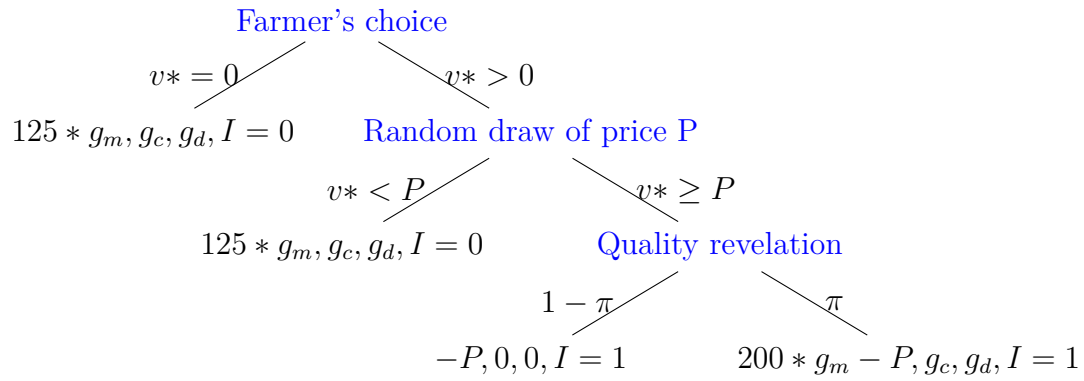 Farmer's choice
v* = 0
v* > 0
125 * g_m, g_c, g_d, I = 0
Random draw of price P
v* < P
v* ≥ P
125 * g_m, g_c, g_d, I = 0
Quality revelation
1 − π
π
−P, 0, 0, I = 1
200 * g_m − P, g_c, g_d, I = 1